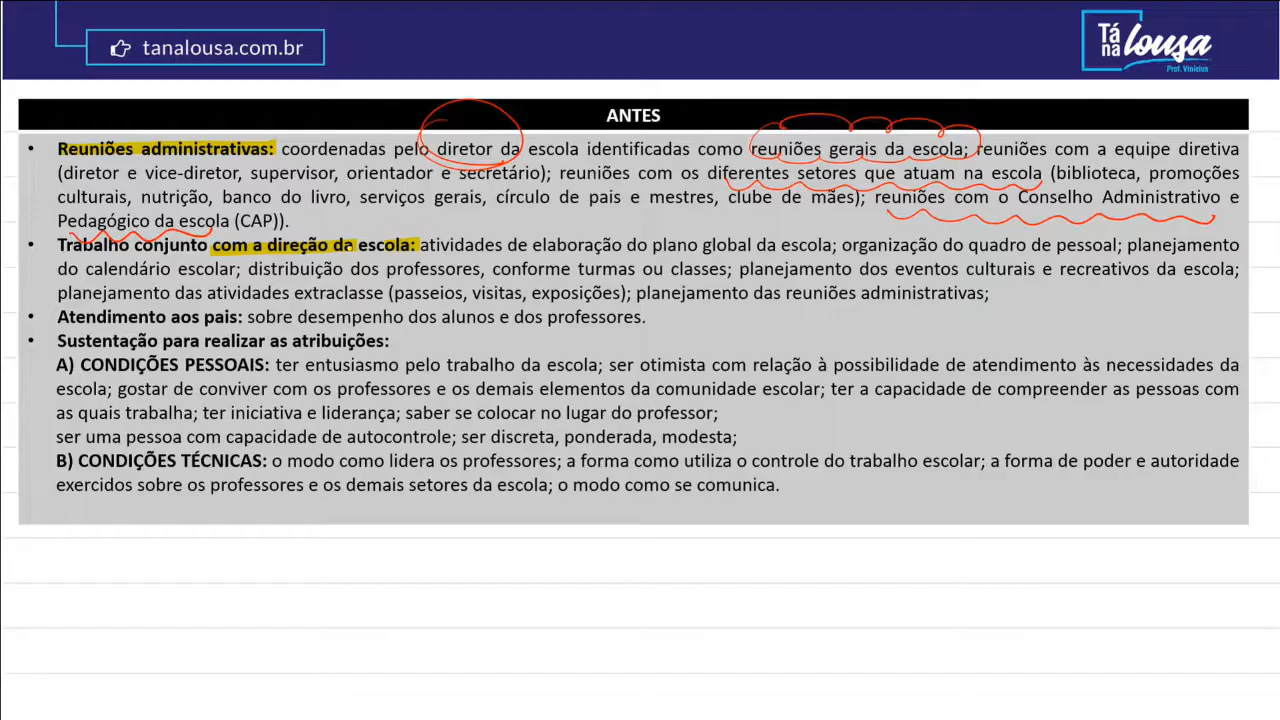 tanalousa.com.br
Tá
na lousa
Prof. Vinícius
ANTES
• Reuniões administrativas: coordenadas pelo diretor da escola identificadas como reuniões gerais da escola; reuniões com a equipe diretiva
(diretor e vice-diretor, supervisor, orientador e secretário); reuniões com os diferentes setores que atuam na escola (biblioteca, promoções
culturais, nutrição, banco do livro, serviços gerais, círculo de pais e mestres, clube de mães); reuniões com o Conselho Administrativo e
Pedagógico da escola (CAP)).
• Trabalho conjunto com a direção da escola: atividades de elaboração do plano global da escola; organização do quadro de pessoal; planejamento
do calendário escolar; distribuição dos professores, conforme turmas ou classes; planejamento dos eventos culturais e recreativos da escola;
planejamento das atividades extraclasse (passeios, visitas, exposições); planejamento das reuniões administrativas;
• Atendimento aos pais: sobre desempenho dos alunos e dos professores.
• Sustentação para realizar as atribuições:
A) CONDIÇÕES PESSOAIS: ter entusiasmo pelo trabalho da escola; ser otimista com relação à possibilidade de atendimento às necessidades da
escola; gostar de conviver com os professores e os demais elementos da comunidade escolar; ter a capacidade de compreender as pessoas com
as quais trabalha; ter iniciativa e liderança; saber se colocar no lugar do professor;
ser uma pessoa com capacidade de autocontrole; ser discreta, ponderada, modesta;
B) CONDIÇÕES TÉCNICAS: o modo como lidera os professores; a forma como utiliza o controle do trabalho escolar; a forma de poder e autoridade
exercidos sobre os professores e os demais setores da escola; o modo como se comunica.